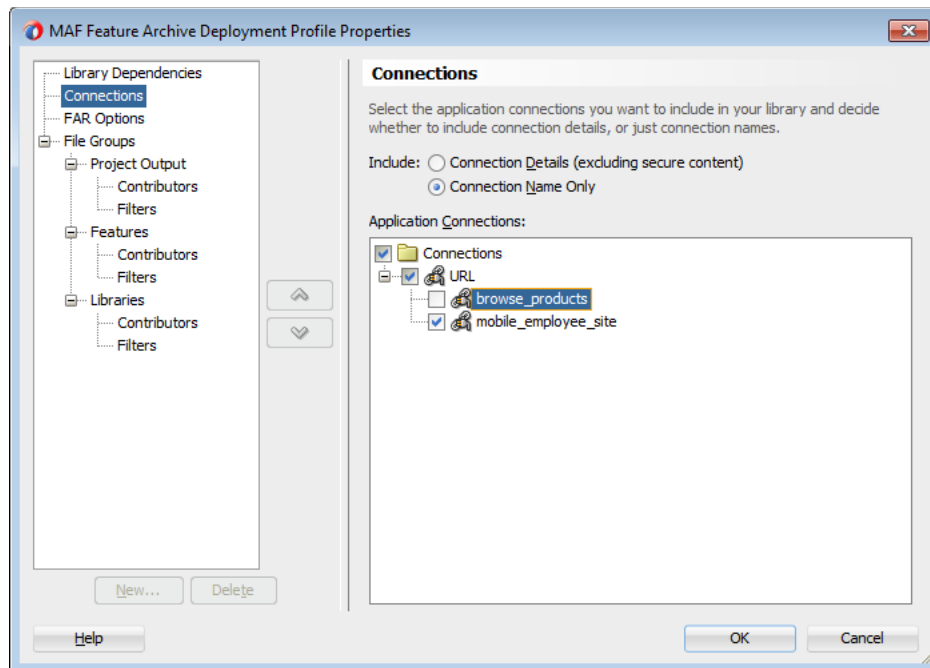 MAF Feature Archive Deployment Profile Properties
Library Dependencies
Connections
FAR Options
File Groups
Project Output
Contributors
Filters
Features
Contributors
Filters
Libraries
Contributors
Filters
New...
Delete
Connections
Select the application connections you want to include in your library and decide
whether to include connection details, or just connection names.
Include: Connection Details (excluding secure content)
Connection Name Only
Application Connections:
Connections
URL
browse_products
mobile_employee_site
Help
OK
Cancel